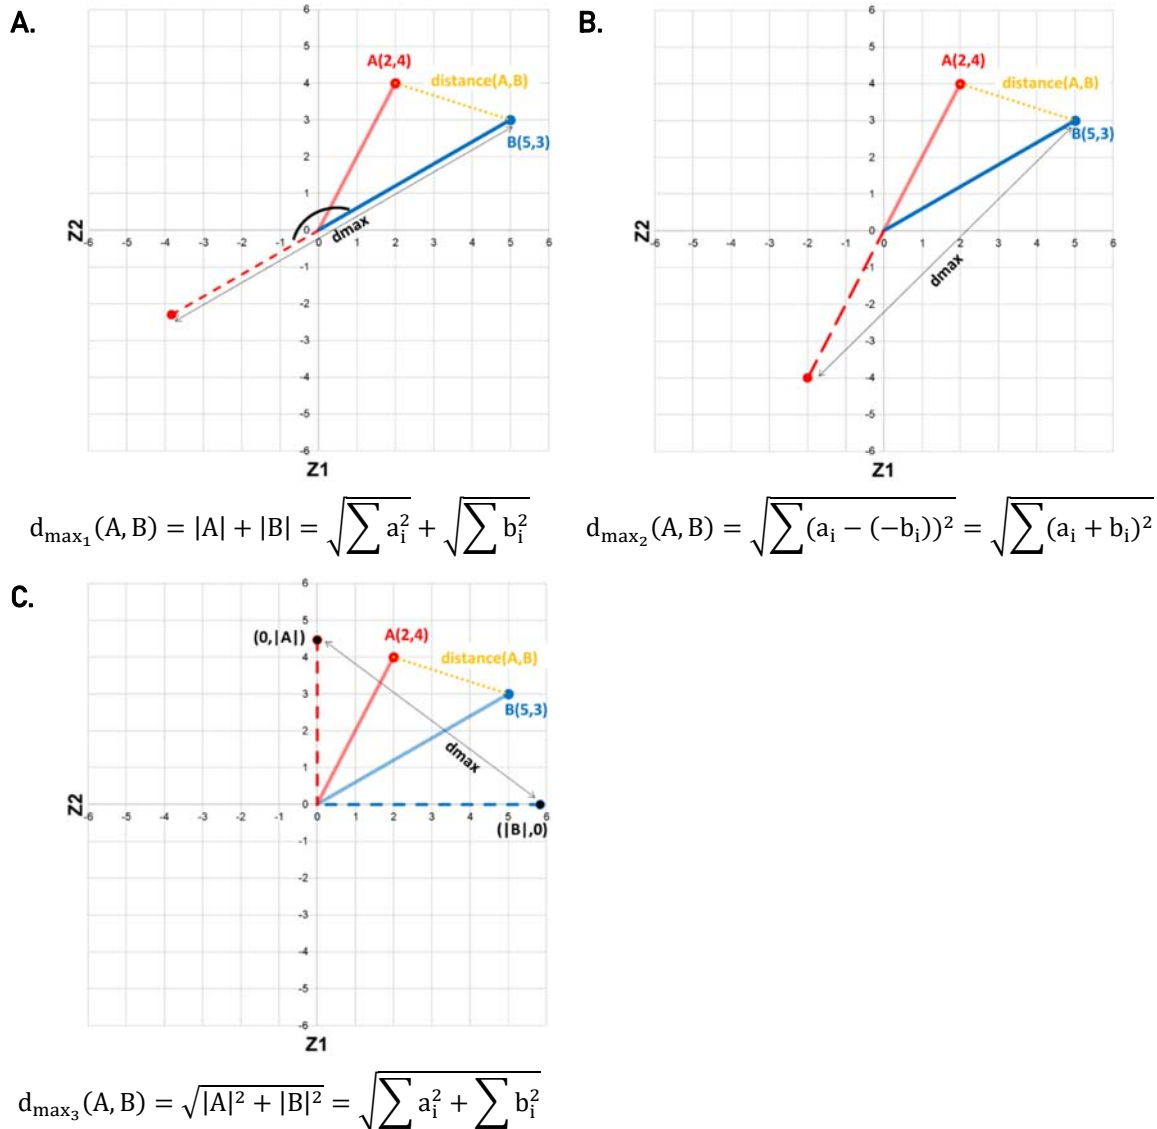 A.
6
5
A(2,4)
4
distance(A,B)
3
B(5,3)
2
1
0
dmax
Z2
-6 -5 -4 -3 -2 -1 0 1 2 3 4 5 6
-1
-2
-3
-4
-5
-6
Z1
d_max₁(A, B) = |A| + |B| = √(∑ a_i²) + √(∑ b_i²)
B.
6
5
A(2,4)
4
distance(A,B)
3
B(5,3)
2
1
0
Z2
-6 -5 -4 -3 -2 -1 0 1 2 3 4 5 6
-1
dmax
-2
-3
-4
-5
-6
Z1
d_max₂(A, B) = √(∑(a_i − (−b_i))²) = √(∑(a_i + b_i)²)
C.
6
5
(0,|A|)
A(2,4)
4
distance(A,B)
3
B(5,3)
2
dmax
1
0
Z2
-6 -5 -4 -3 -2 -1 0 1 2 3 4 5 6
(|B|,0)
-1
-2
-3
-4
-5
-6
Z1
d_max₃(A, B) = √(|A|² + |B|²) = √(∑ a_i² + ∑ b_i²)